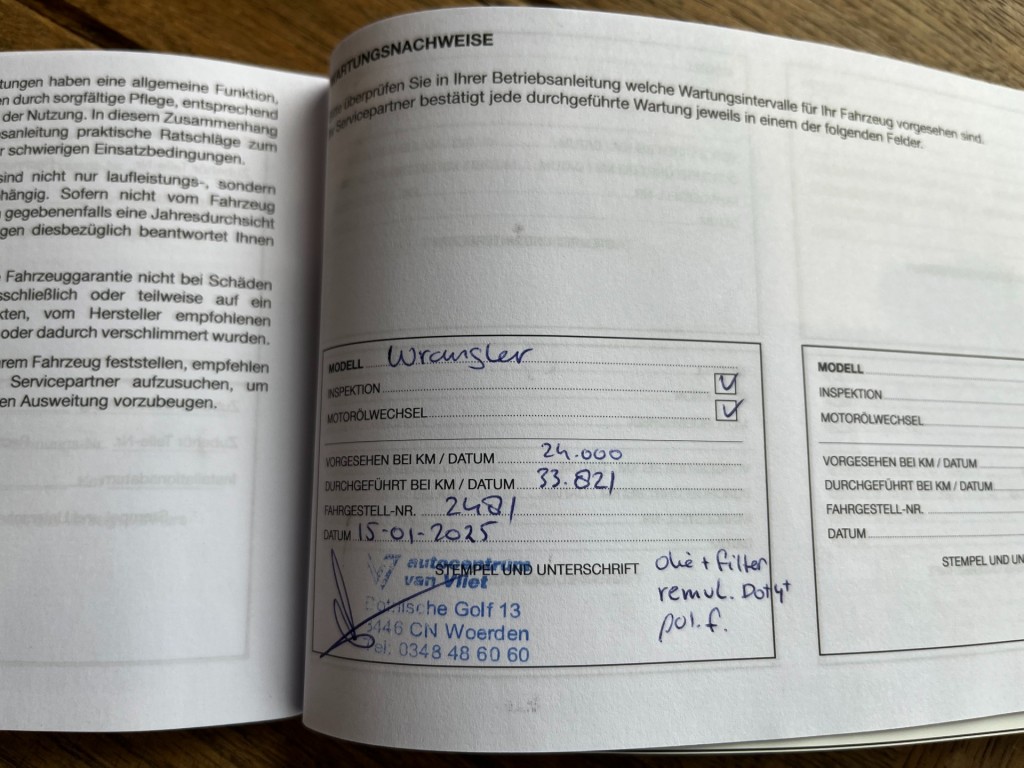 tungen haben eine allgemeine Funktion,
durch sorgfältige Pflege, entsprechend
der Nutzung. In diesem Zusammenhang
sanleitung praktische Ratschläge zum
schwierigen Einsatzbedingungen.
sind nicht nur laufleistungs-, sondern
hängig. Sofern nicht vom Fahrzeug
gegebenenfalls eine Jahresdurchsicht
gen diesbezüglich beantwortet Ihnen
Fahrzeuggarantie nicht bei Schäden
sschließlich oder teilweise auf ein
kten, vom Hersteller empfohlenen
oder dadurch verschlimmert wurden.
rem Fahrzeug feststellen, empfehlen
Servicepartner aufzusuchen, um
en Ausweitung vorzubeugen.
WARTUNGSNACHWEISE
überprüfen Sie in Ihrer Betriebsanleitung welche Wartungsintervalle für Ihr Fahrzeug vorgesehen sind.
Servicepartner bestätigt jede durchgeführte Wartung jeweils in einem der folgenden Felder.
MODELL Wrangler
INSPEKTION
MOTORÖLWECHSEL
VORGESEHEN BEI KM / DATUM 24.000
DURCHGEFÜHRT BEI KM / DATUM 33.821
FAHRGESTELL-NR. 2481
DATUM 15-01-2025
STEMPEL UND UNTERSCHRIFT
autocentrum
van Vliet
Botnische Golf 13
3446 CN Woerden
Tel: 0348 48 60 60
olie + filter
remvl. Dot4+
pol.f.
MODELL
INSPEKTION
MOTORÖLWECHSEL
VORGESEHEN BEI KM / DATUM
DURCHGEFÜHRT BEI KM / DATUM
FAHRGESTELL-NR.
DATUM
STEMPEL UND UN